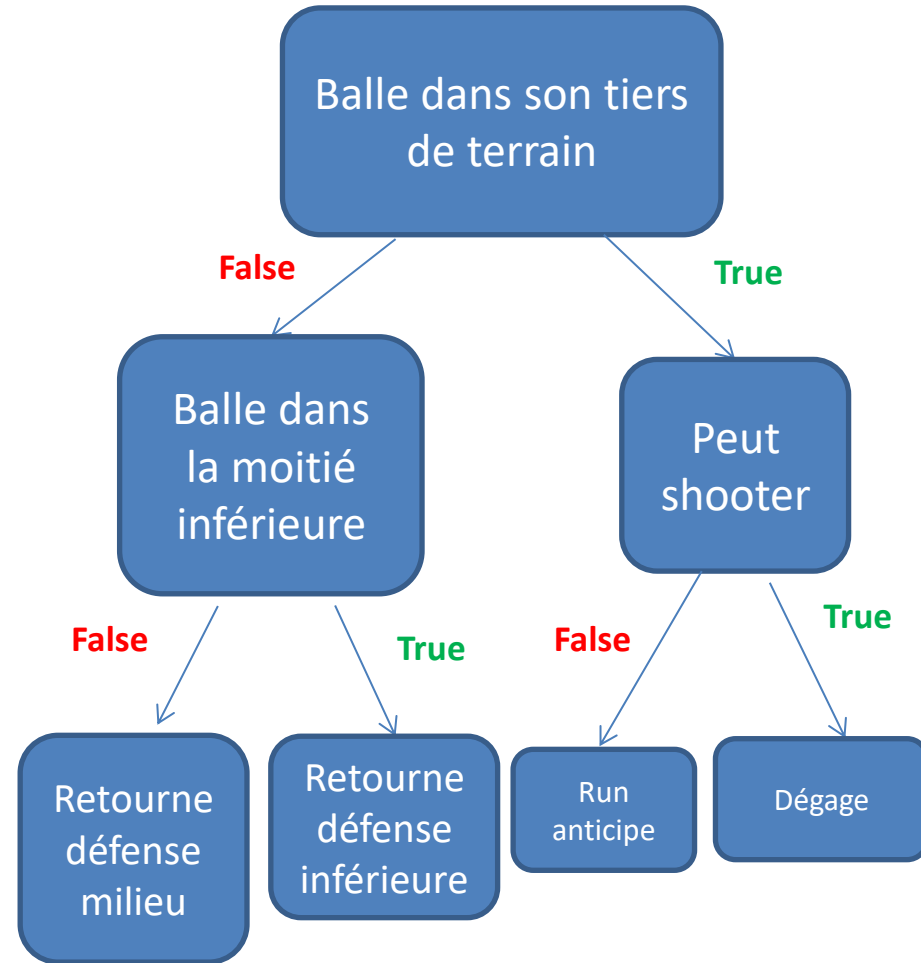 Balle dans son tiers
de terrain
False
True
Balle dans
la moitié
inférieure
Peut
shooter
False
True
False
True
Retourne
défense
milieu
Retourne
défense
inférieure
Run
anticipe
Dégage